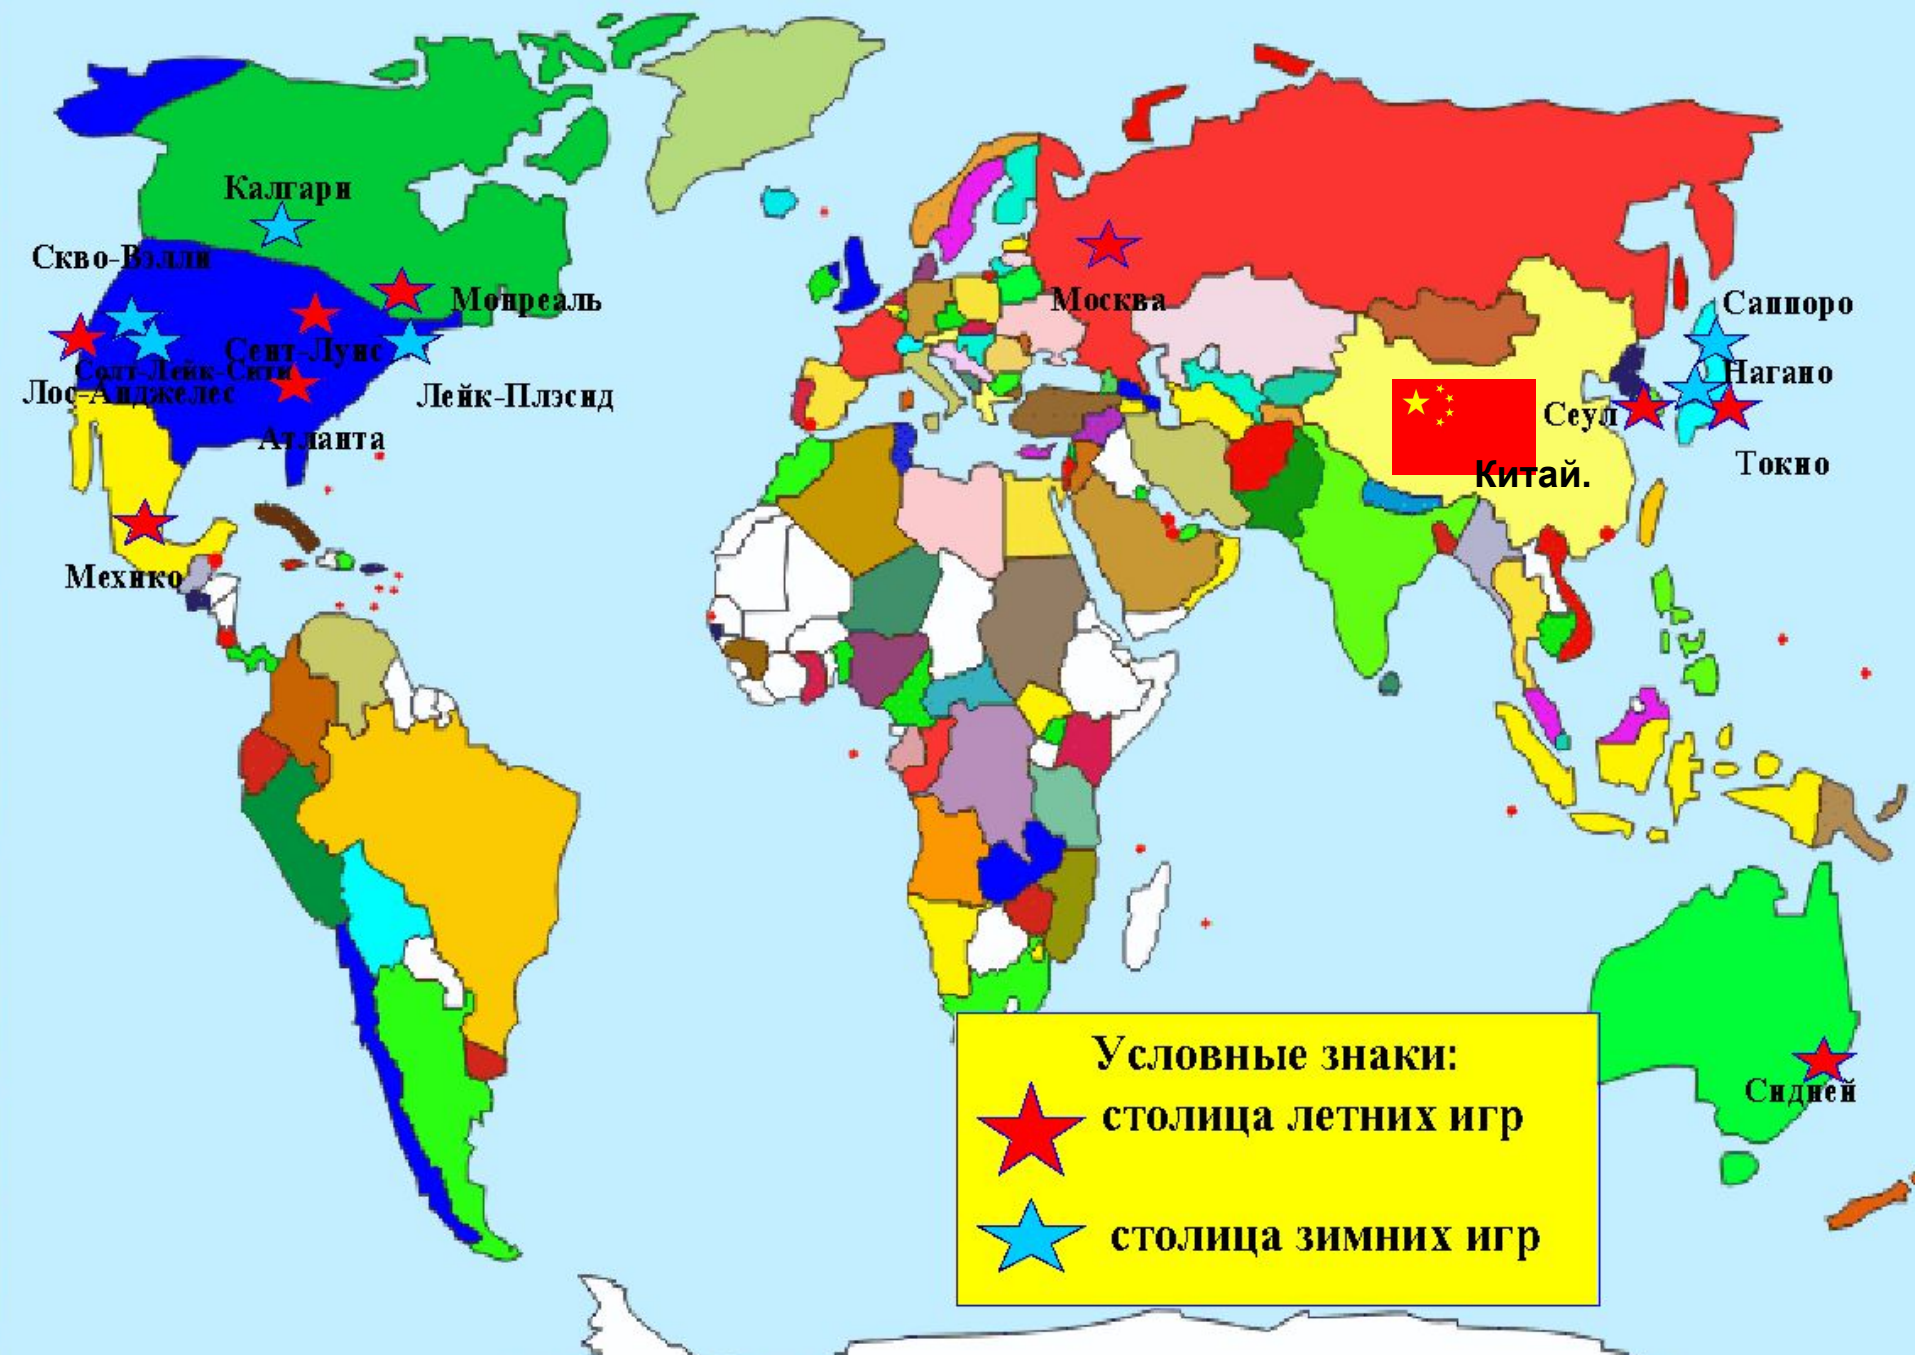 Калгари
Скво-Вэлли
Монреаль
Москва
Саппоро
Сент-Луис
Солт-Лейк-Сити
Нагано
Лос-Анджелес
Лейк-Плэсид
Сеул
Атланта
Токио
Китай.
Мехико
Условные знаки:
столица летних игр
Сидней
столица зимних игр